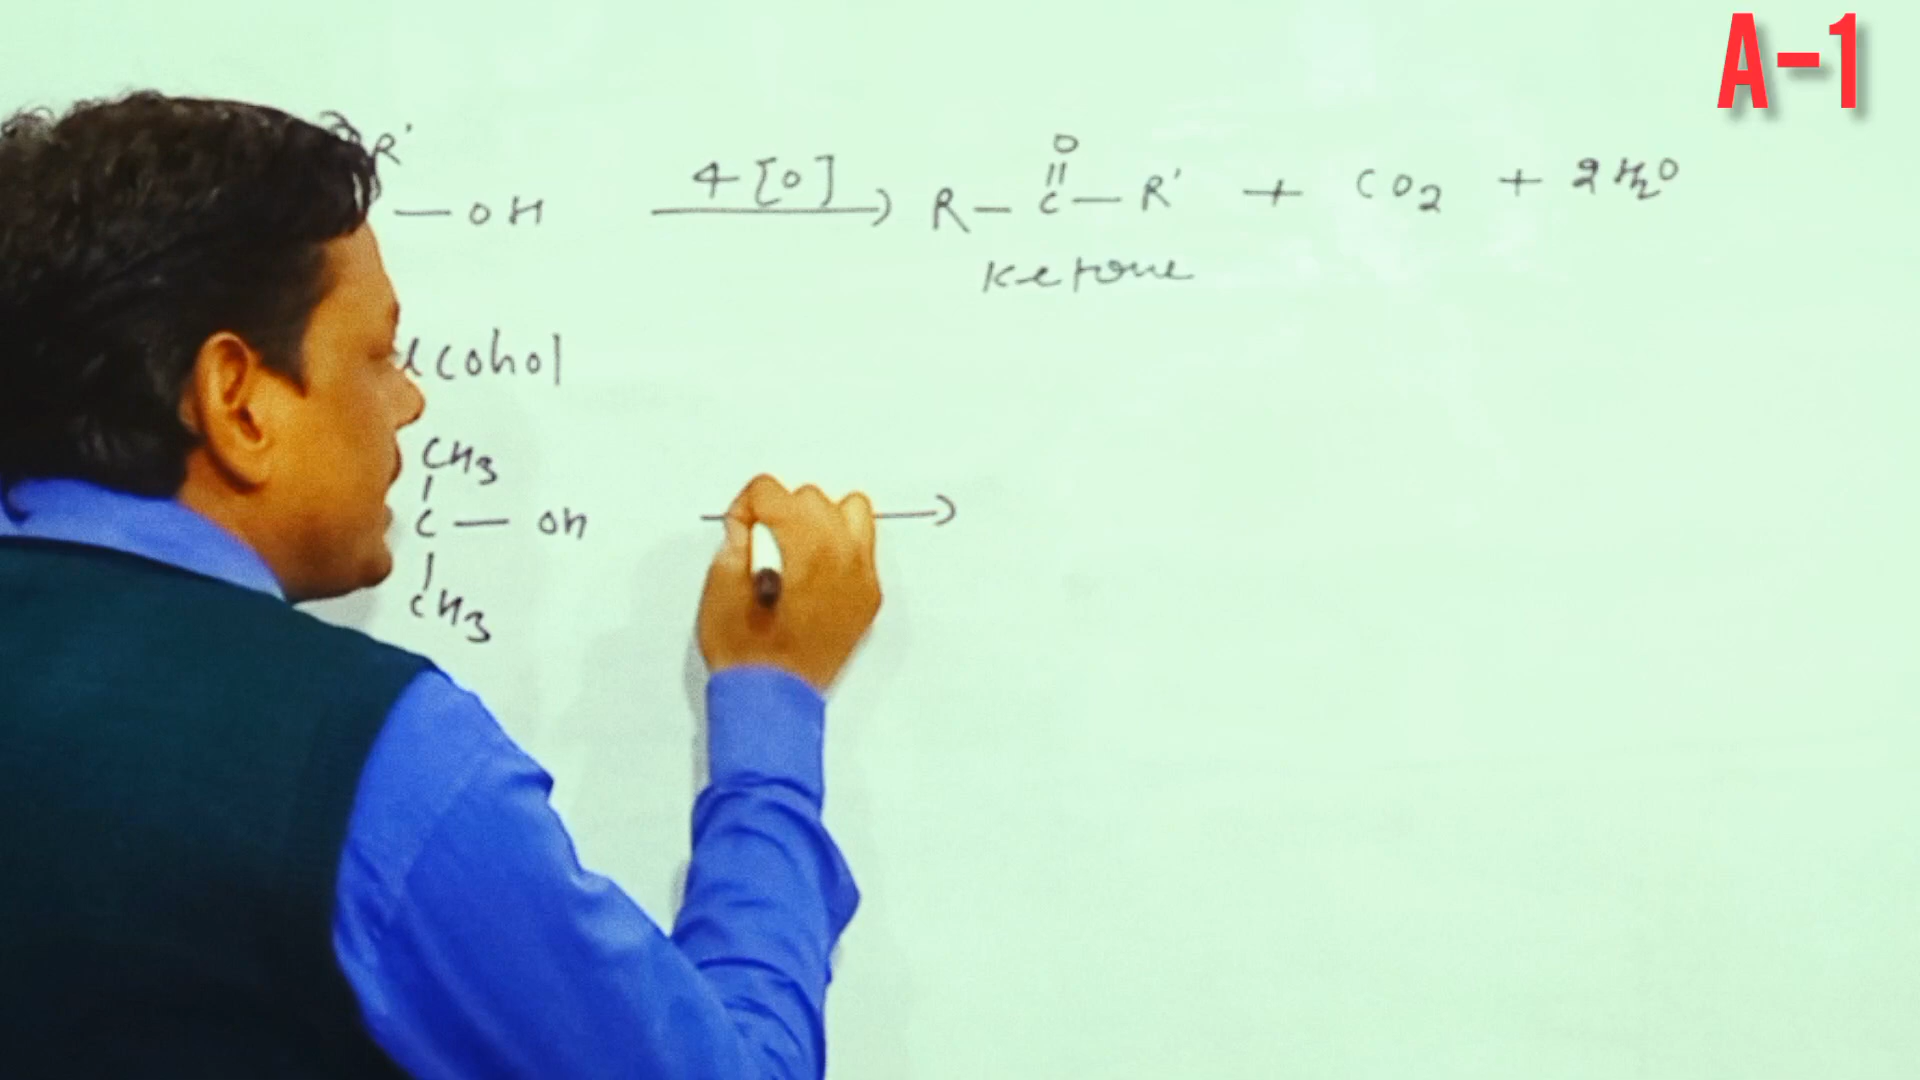 A-1
R'
— OH 4[O] → R — C — R' + CO2 + 2H2O
O
||
Ketone
lcohol
CH3
|
C — OH →
|
CH3